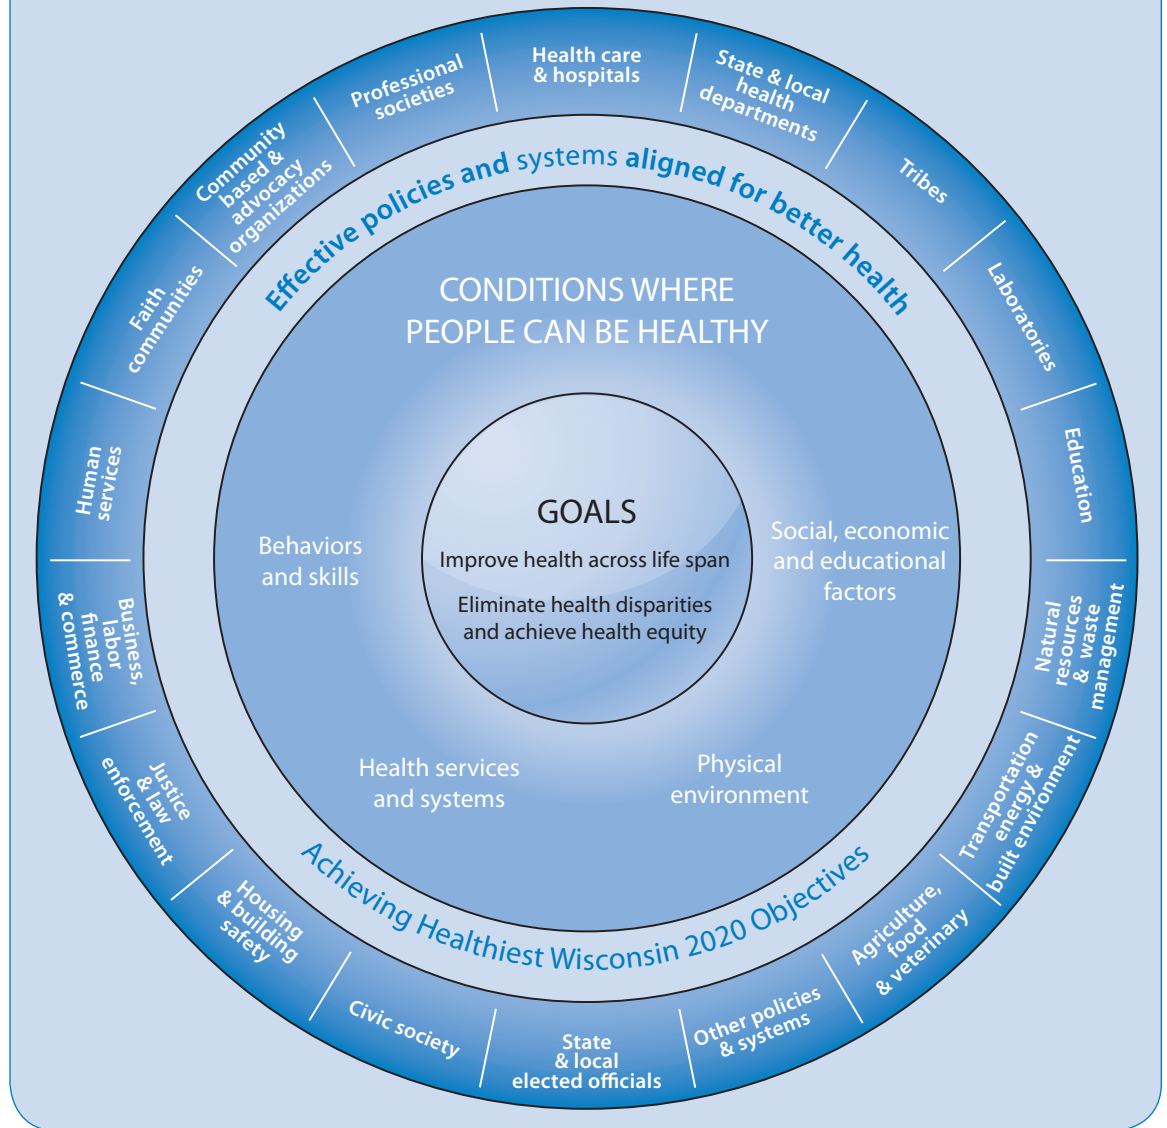 Health care
& hospitals
State & local
health
departments
Tribes
Laboratories
Education
Natural
resources
& waste
management
Transportation
energy &
built environment
Agriculture,
food
& veterinary
Other policies
& systems
State
& local
elected officials
Civic society
Housing
& building
safety
Justice
& law
enforcement
Business,
labor
finance
& commerce
Human
services
Faith
communities
Community
based &
advocacy
organizations
Professional
societies
Effective policies and systems aligned for better health
CONDITIONS WHERE
PEOPLE CAN BE HEALTHY
GOALS
Improve health across life span
Eliminate health disparities
and achieve health equity
Behaviors
and skills
Social, economic
and educational
factors
Health services
and systems
Physical
environment
Achieving Healthiest Wisconsin 2020 Objectives